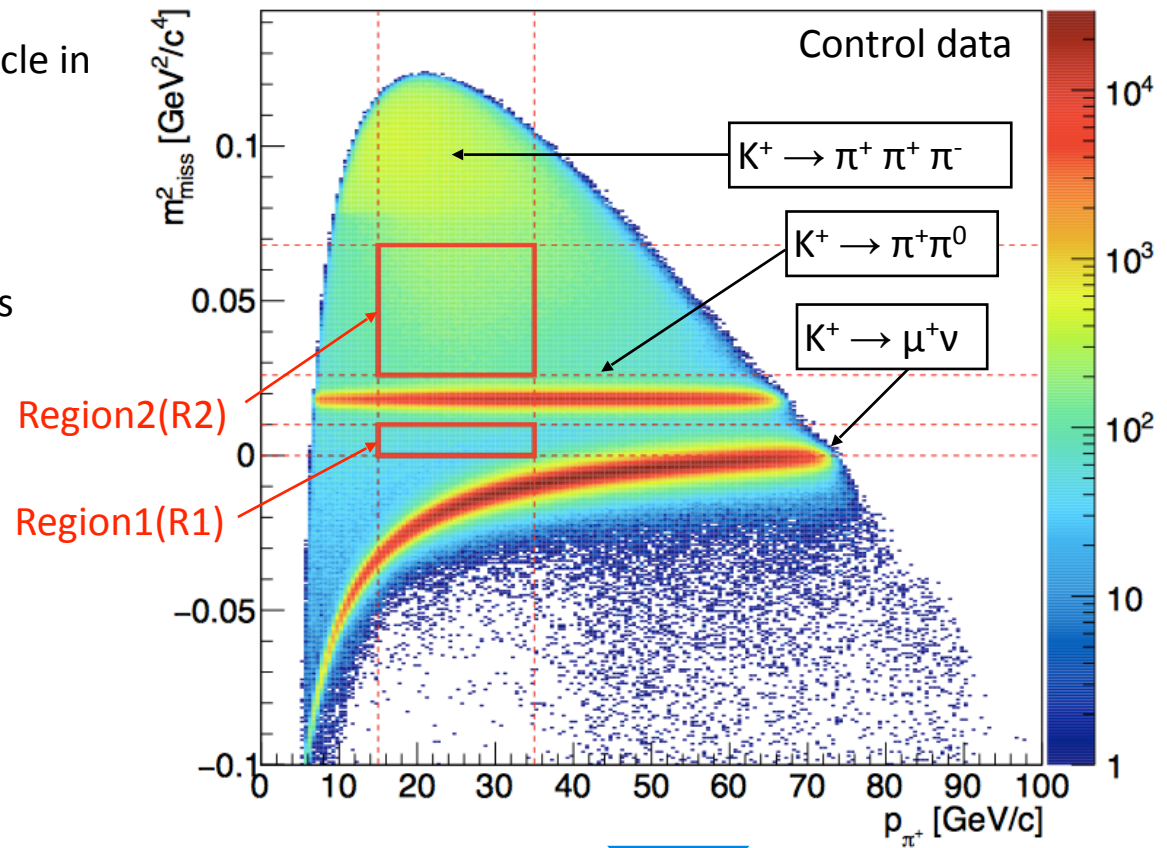 cle in
s
Control data
K⁺ → π⁺ π⁺ π⁻
K⁺ → π⁺π⁰
K⁺ → μ⁺ν
Region2(R2)
Region1(R1)
m²miss [GeV²/c⁴]
0.1
0.05
0
−0.05
−0.1
0 10 20 30 40 50 60 70 80 90 100
pπ⁺ [GeV/c]
10⁴
10³
10²
10
1